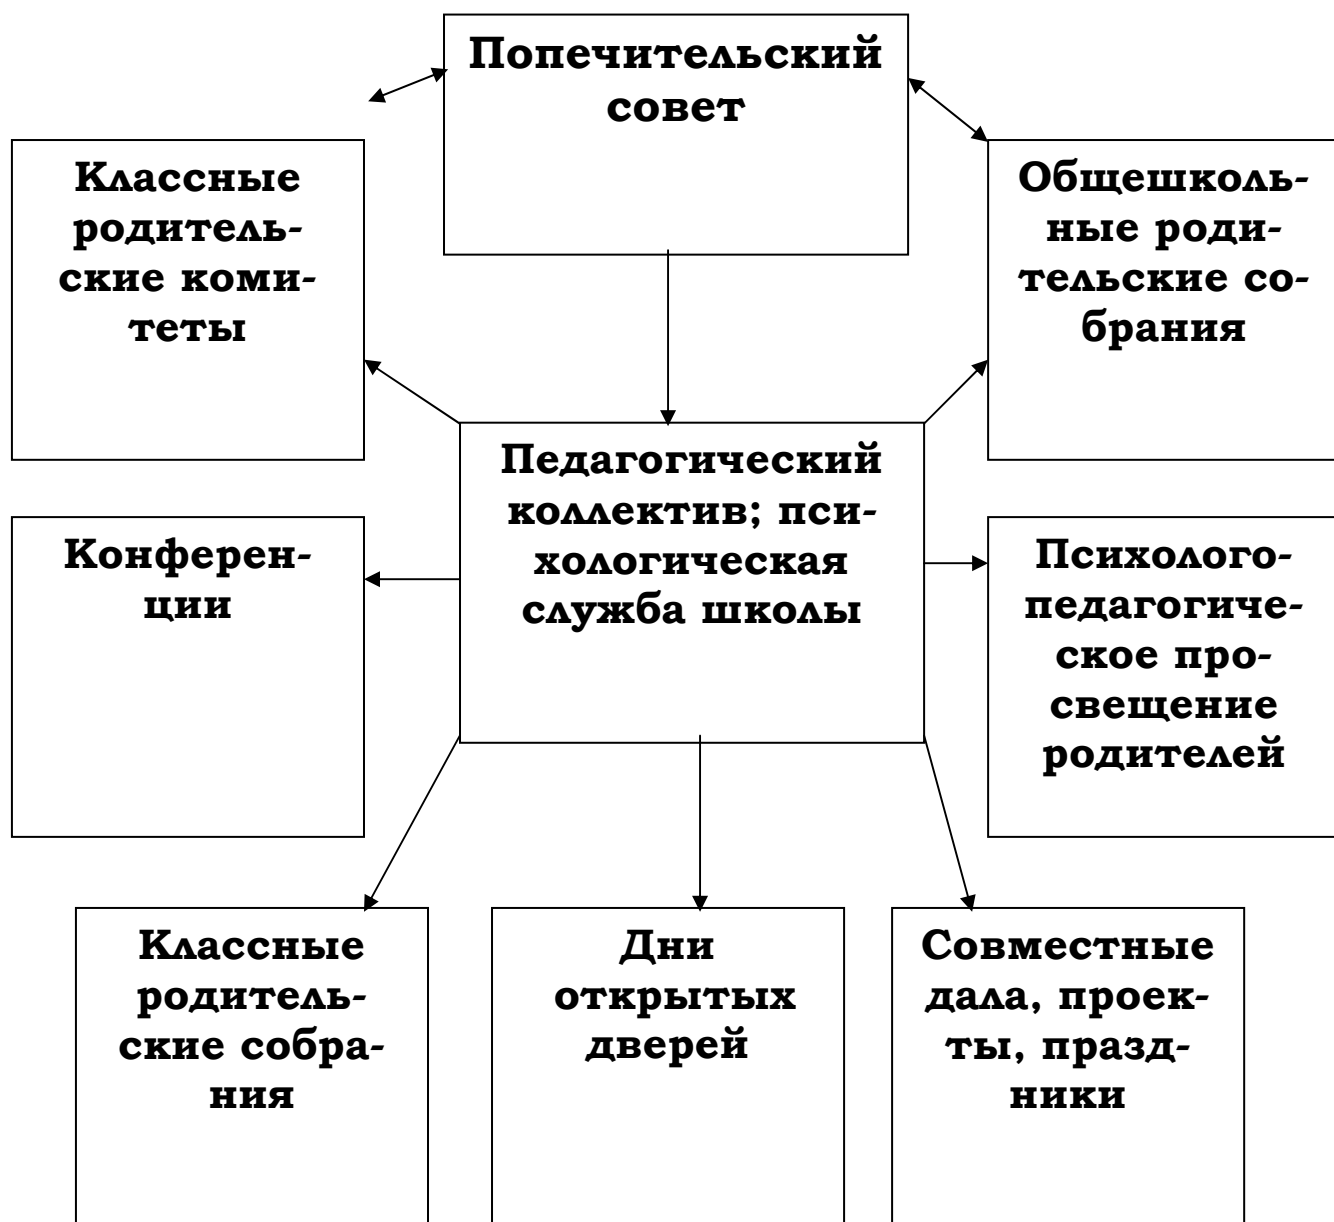 Попечительский
совет
Классные
родитель-
ские коми-
теты
Общешколь-
ные роди-
тельские со-
брания
Педагогический
коллектив; пси-
хологическая
служба школы
Конферен-
ции
Психолого-
педагогиче-
ское про-
свещение
родителей
Классные
родитель-
ские собра-
ния
Дни
открытых
дверей
Совместные
дала, проек-
ты, празд-
ники